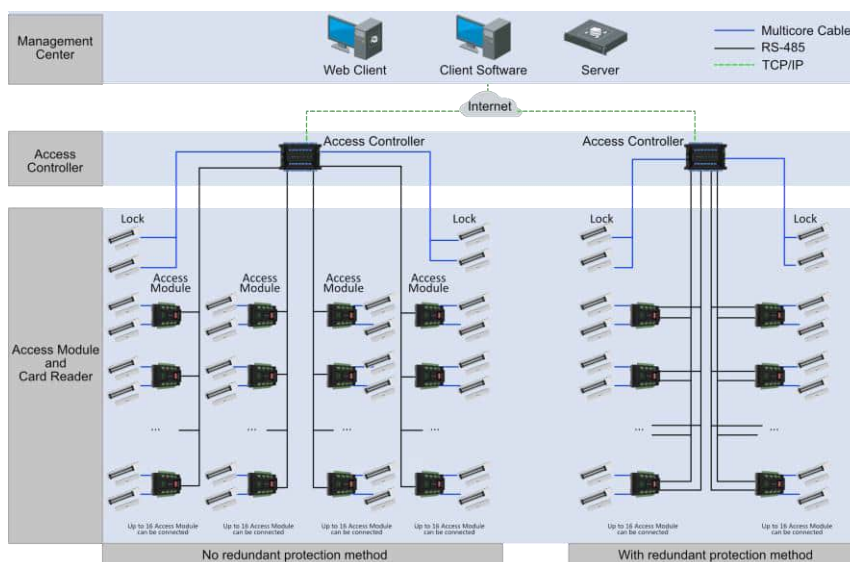 Management
Center
Web Client
Client Software
Server
Multicore Cable
RS-485
TCP/IP
Internet
Access
Controller
Access Controller
Access Controller
Access Module
and
Card Reader
Lock
Lock
Lock
Lock
Access
Module
Access
Module
Access
Module
Access
Module
...
...
...
...
...
...
Up to 16 Access Module
can be connected
Up to 16 Access Module
can be connected
Up to 16 Access Module
can be connected
Up to 16 Access Module
can be connected
Up to 16 Access Module
can be connected
Up to 16 Access Module
can be connected
No redundant protection method
With redundant protection method